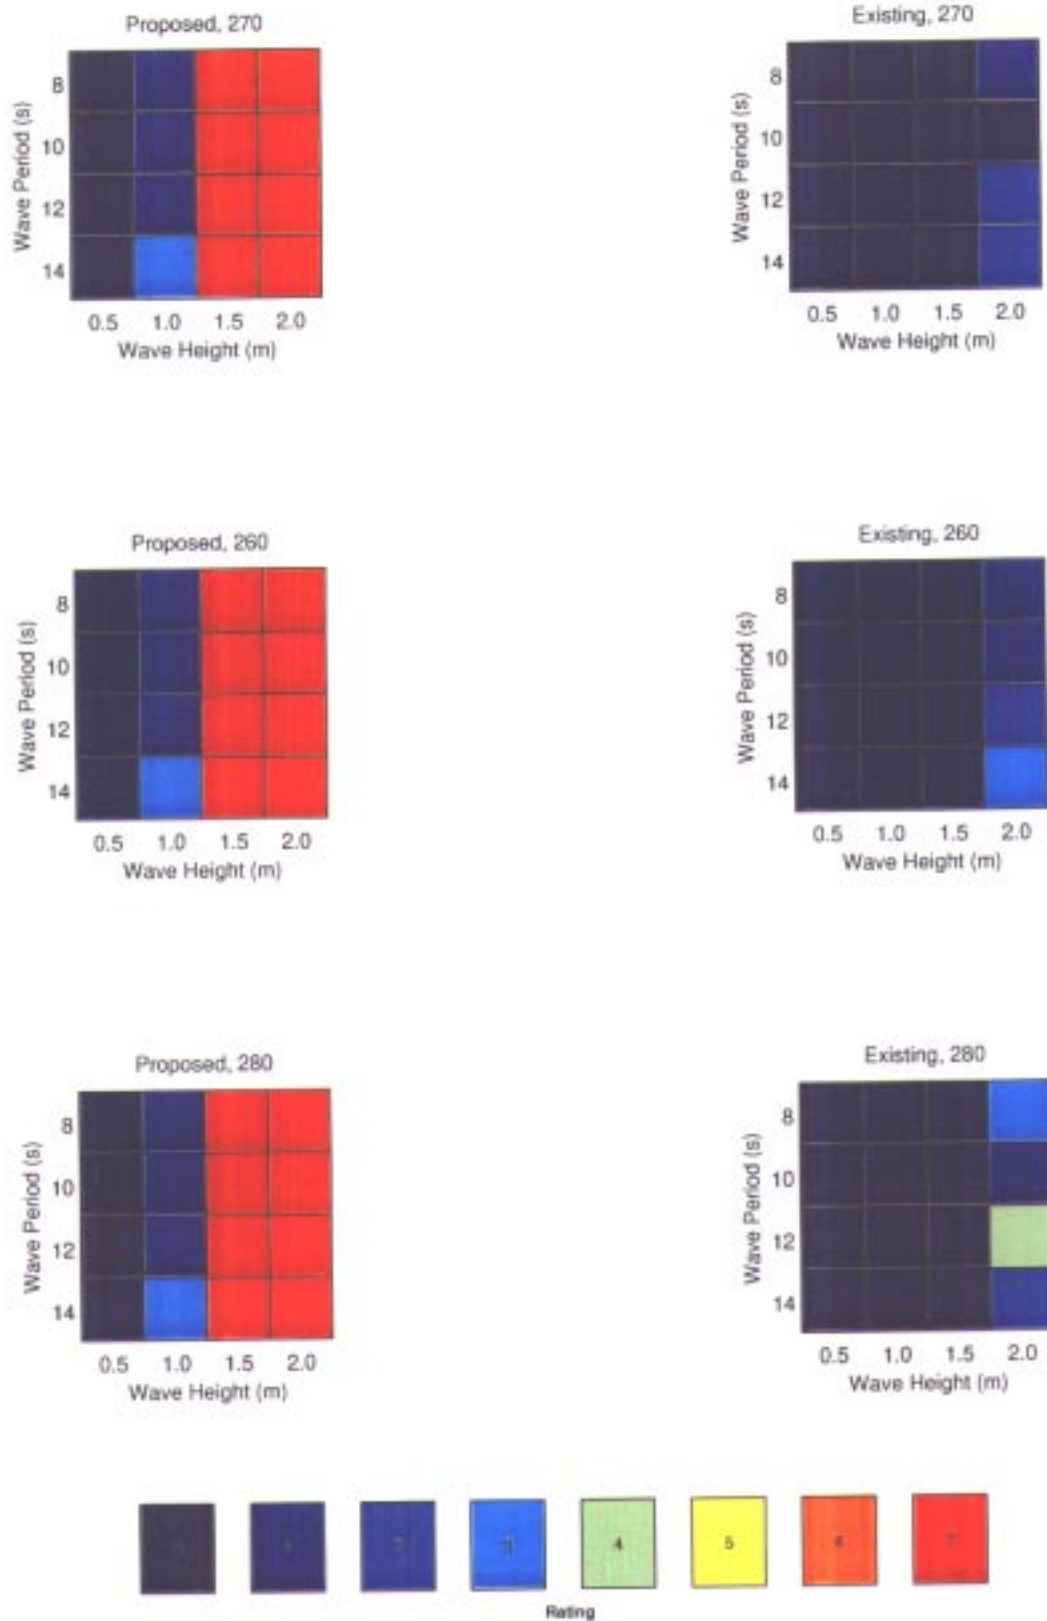 Proposed, 270
Wave Period (s)
8
10
12
14
0.5 1.0 1.5 2.0
Wave Height (m)
Existing, 270
Wave Period (s)
8
10
12
14
0.5 1.0 1.5 2.0
Wave Height (m)
Proposed, 260
Wave Period (s)
8
10
12
14
0.5 1.0 1.5 2.0
Wave Height (m)
Existing, 260
Wave Period (s)
8
10
12
14
0.5 1.0 1.5 2.0
Wave Height (m)
Proposed, 280
Wave Period (s)
8
10
12
14
0.5 1.0 1.5 2.0
Wave Height (m)
Existing, 280
Wave Period (s)
8
10
12
14
0.5 1.0 1.5 2.0
Wave Height (m)
4 5 6
Rating